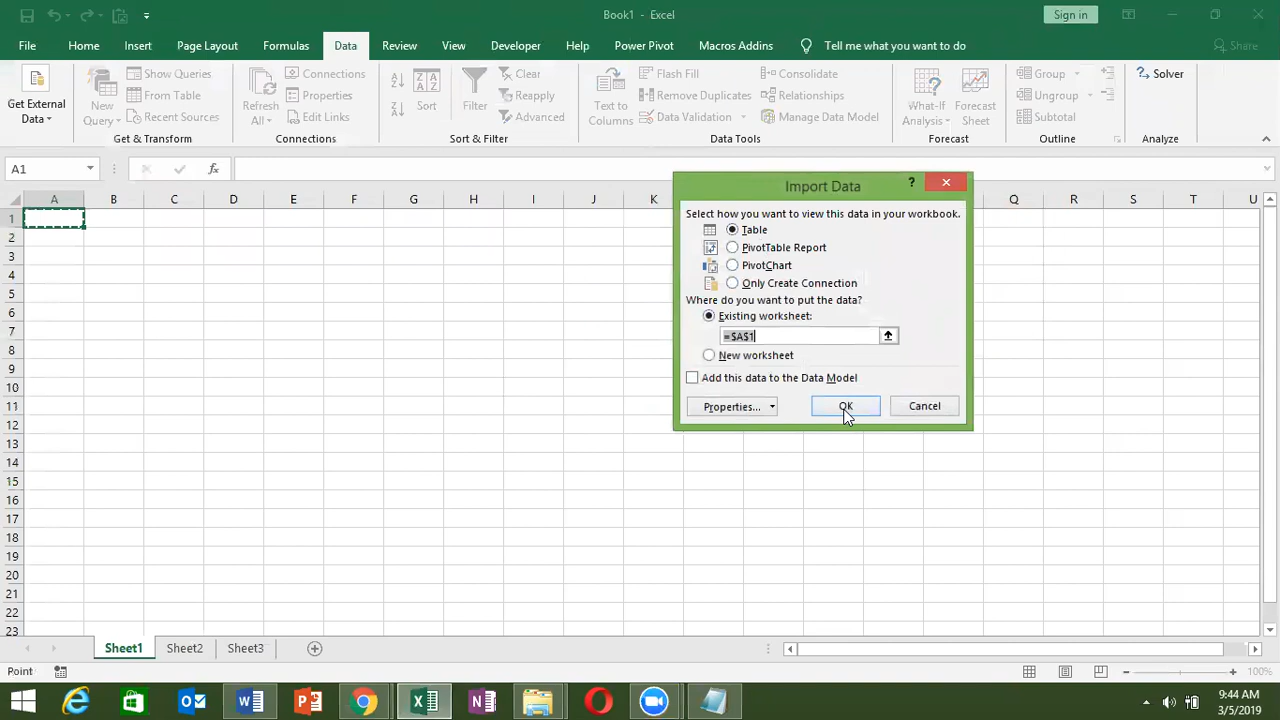 Book1 - Excel
Sign in
File Home Insert Page Layout Formulas Data Review View Developer Help Power Pivot Macros Addins Tell me what you want to do Share
Get External Data
New Query
Show Queries
From Table
Recent Sources
Get & Transform
Refresh All
Connections
Properties
Edit Links
Connections
Sort
Filter
Clear
Reapply
Advanced
Sort & Filter
Text to Columns
Flash Fill
Remove Duplicates
Data Validation
Consolidate
Relationships
Manage Data Model
Data Tools
What-If Analysis
Forecast Sheet
Forecast
Group
Ungroup
Subtotal
Outline
Solver
Analyze
A1
fx
A B C D E F G H I J K Q R S T U
1
2
3
4
5
6
7
8
9
10
11
12
13
14
15
16
17
18
19
20
21
22
23
Import Data
?
Select how you want to view this data in your workbook.
Table
PivotTable Report
PivotChart
Only Create Connection
Where do you want to put the data?
Existing worksheet:
=$A$1
New worksheet
Add this data to the Data Model
Properties... OK Cancel
Sheet1 Sheet2 Sheet3
Point
100%
9:44 AM
3/5/2019